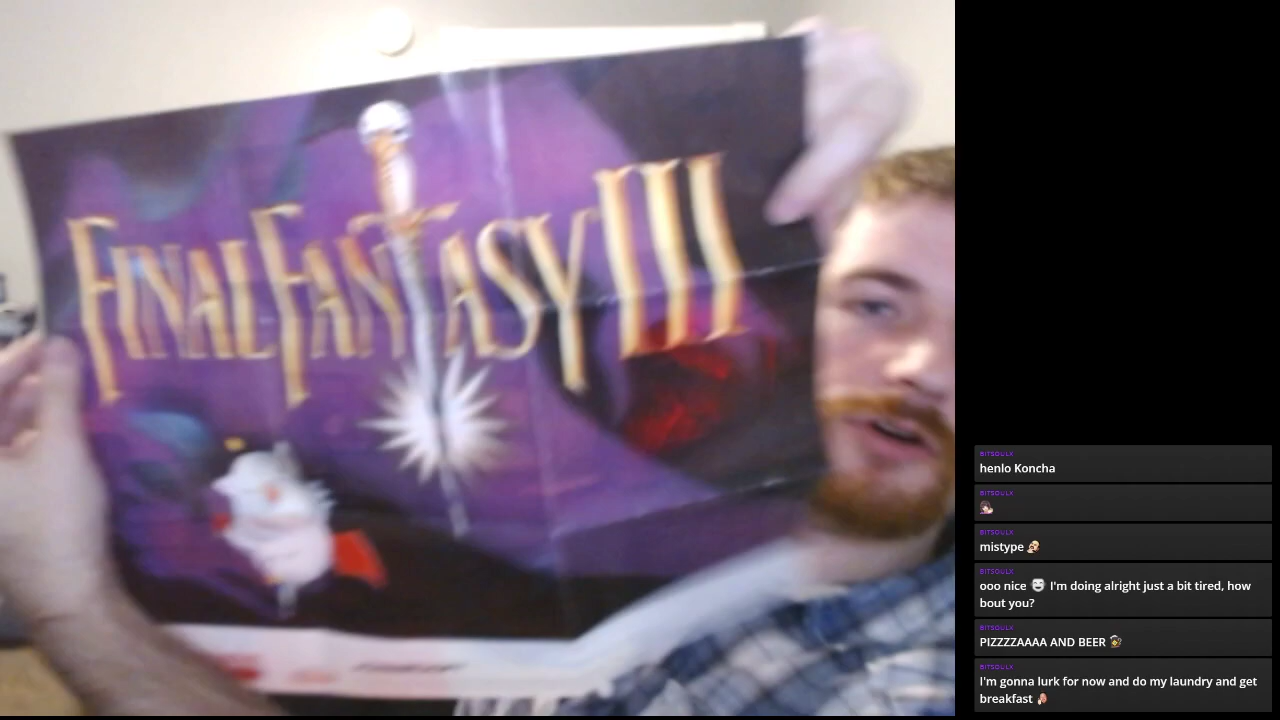 FINAL FANTASY III
BITSOULX
henlo Koncha
BITSOULX
BITSOULX
mistype
BITSOULX
ooo nice I'm doing alright just a bit tired, how
bout you?
BITSOULX
PIZZZZAAAA AND BEER
BITSOULX
I'm gonna lurk for now and do my laundry and get
breakfast